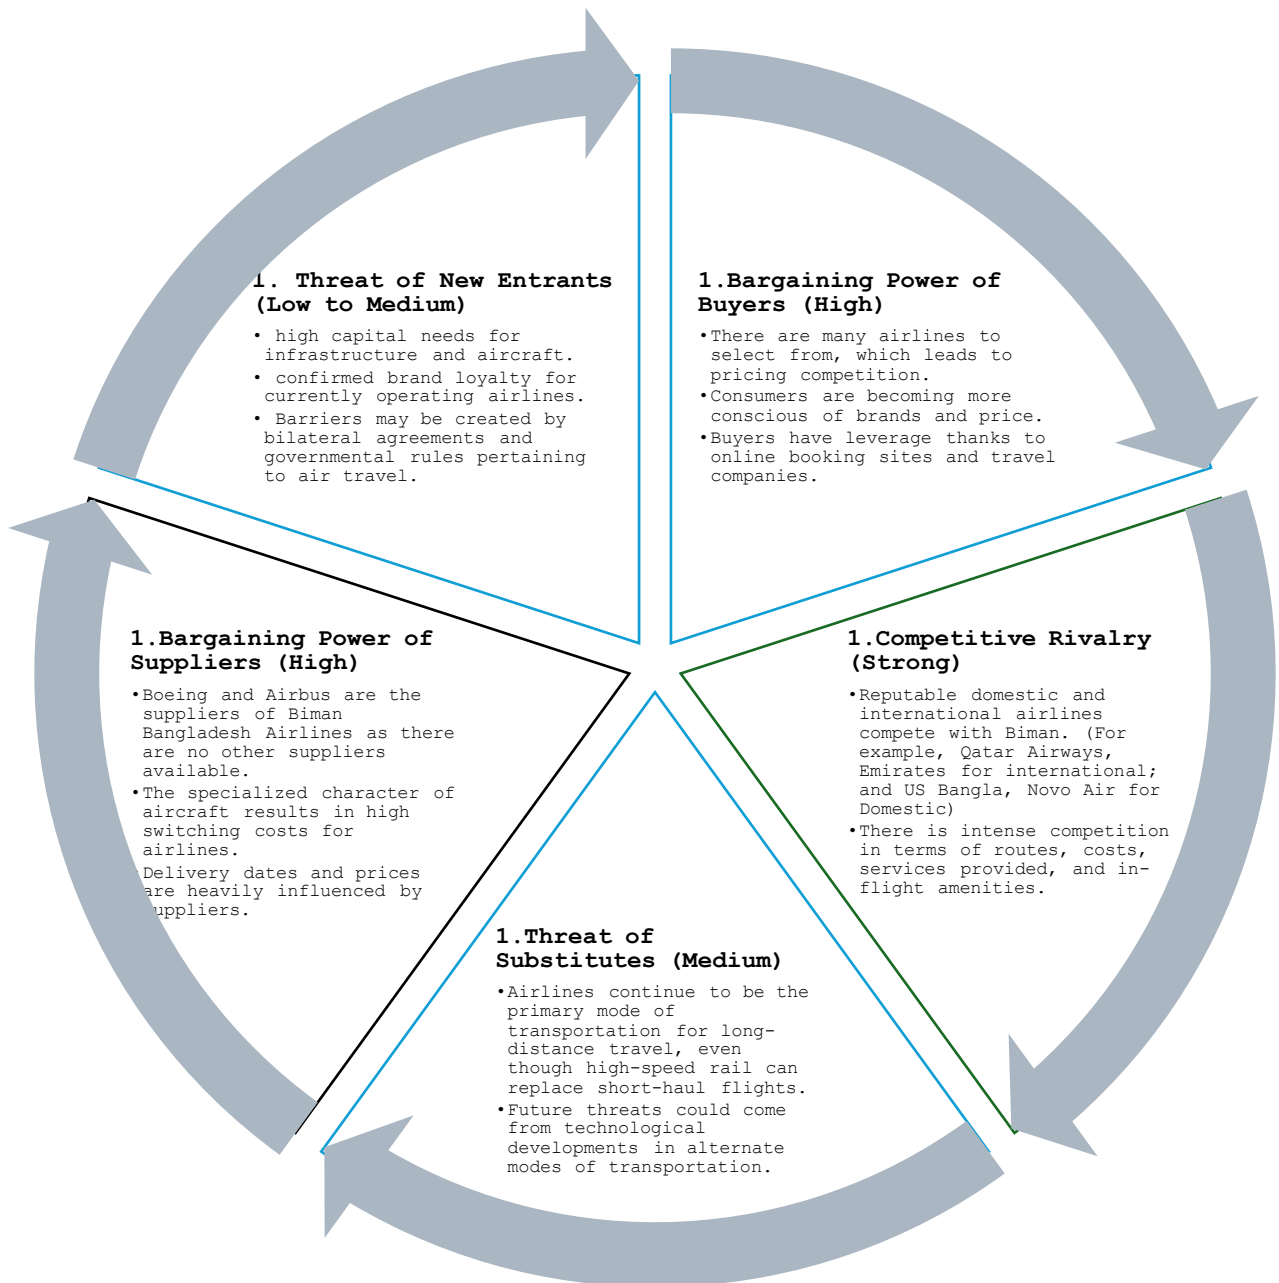 1. Threat of New Entrants
(Low to Medium)
• high capital needs for
infrastructure and aircraft.
• confirmed brand loyalty for
currently operating airlines.
• Barriers may be created by
bilateral agreements and
governmental rules pertaining
to air travel.
1.Bargaining Power of
Buyers (High)
•There are many airlines to
select from, which leads to
pricing competition.
•Consumers are becoming more
conscious of brands and price.
•Buyers have leverage thanks to
online booking sites and travel
companies.
1.Bargaining Power of
Suppliers (High)
•Boeing and Airbus are the
suppliers of Biman
Bangladesh Airlines as there
are no other suppliers
available.
•The specialized character of
aircraft results in high
switching costs for
airlines.
Delivery dates and prices
are heavily influenced by
suppliers.
1.Competitive Rivalry
(Strong)
•Reputable domestic and
international airlines
compete with Biman. (For
example, Qatar Airways,
Emirates for international;
and US Bangla, Novo Air for
Domestic)
•There is intense competition
in terms of routes, costs,
services provided, and in-
flight amenities.
1.Threat of
Substitutes (Medium)
•Airlines continue to be the
primary mode of
transportation for long-
distance travel, even
though high-speed rail can
replace short-haul flights.
•Future threats could come
from technological
developments in alternate
modes of transportation.